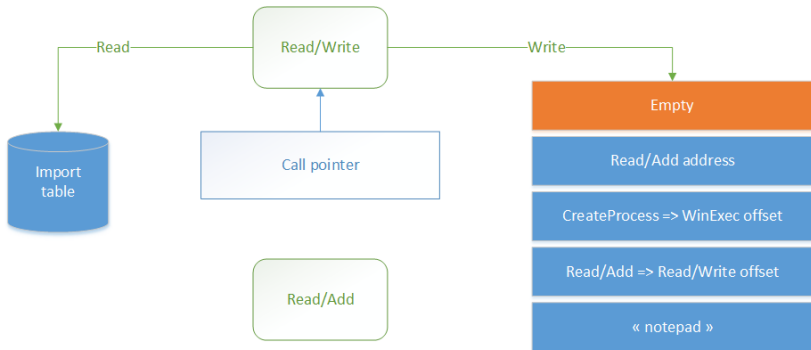 Read
Read/Write
Write
Empty
Import
table
Call pointer
Read/Add address
CreateProcess => WinExec offset
Read/Add
Read/Add => Read/Write offset
« notepad »